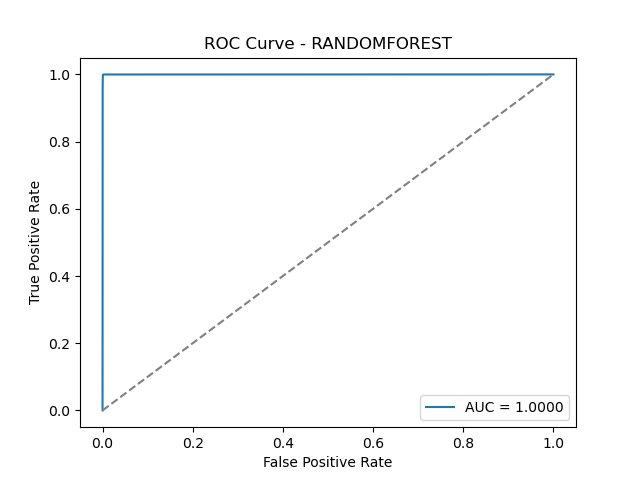 ROC Curve - RANDOMFOREST
1.0
0.8
0.6
0.4
0.2
0.0
True Positive Rate
0.0 0.2 0.4 0.6 0.8 1.0
False Positive Rate
AUC = 1.0000